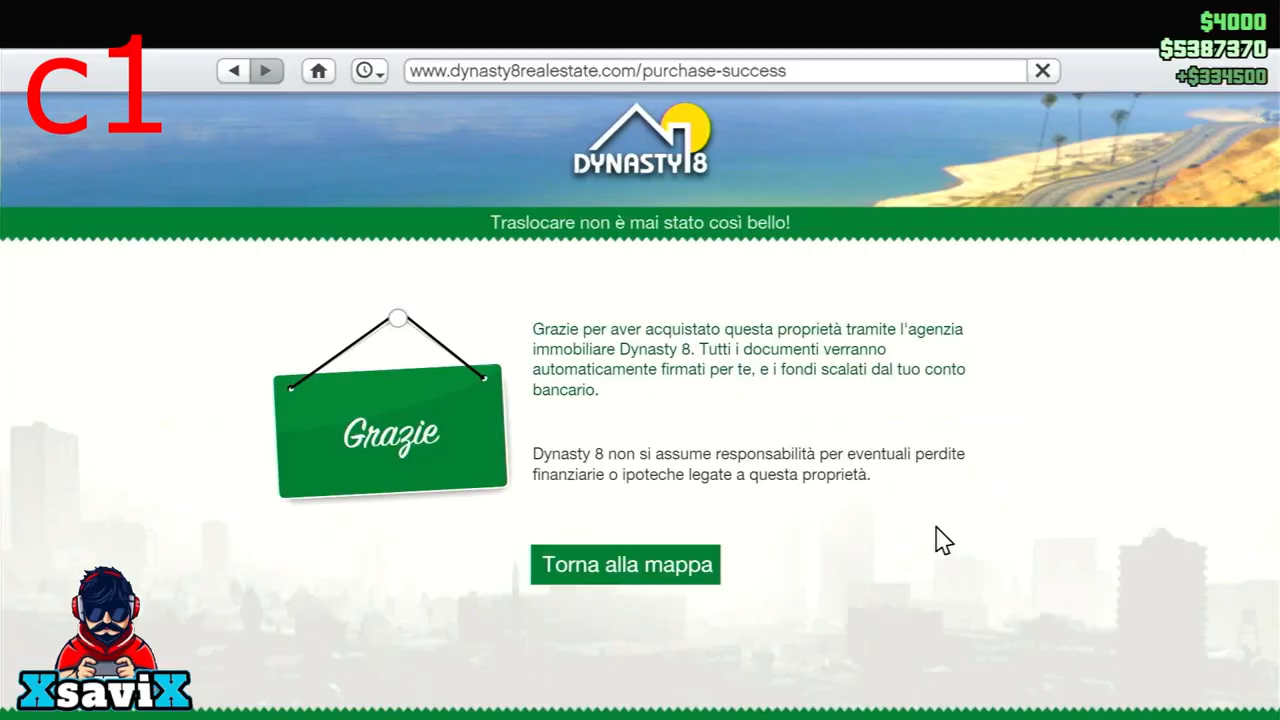 c1
$4000
$5387370
+$334500
www.dynasty8realestate.com/purchase-success
DYNASTY 8
Traslocare non è mai stato così bello!
Grazie
Grazie per aver acquistato questa proprietà tramite l'agenzia
immobiliare Dynasty 8. Tutti i documenti verranno
automaticamente firmati per te, e i fondi scalati dal tuo conto
bancario.
Dynasty 8 non si assume responsabilità per eventuali perdite
finanziarie o ipoteche legate a questa proprietà.
Torna alla mappa
XsaviX